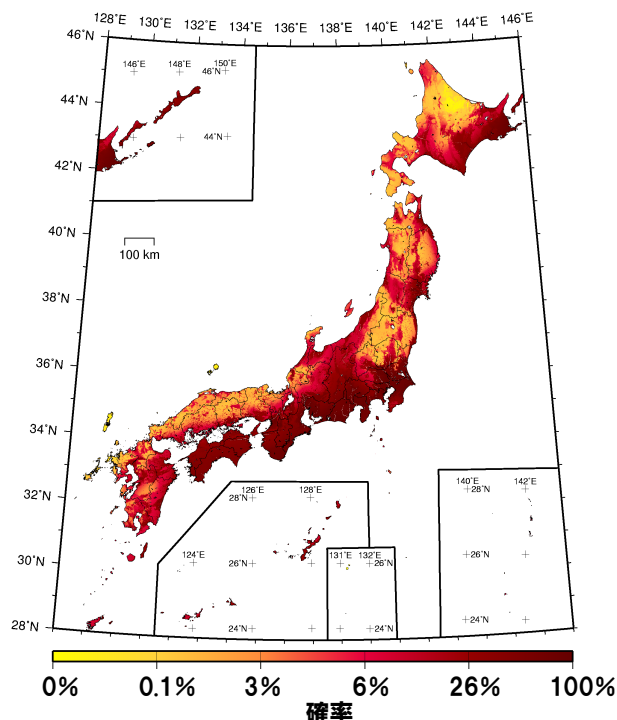 128°E 130°E 132°E 134°E 136°E 138°E 140°E 142°E 144°E 146°E
46°N
146°E 148°E 150°E
46°N
44°N
44°N
42°N
40°N
100 km
38°N
36°N
34°N
32°N
126°E 128°E
28°N
140°E 142°E
28°N
30°N
124°E
26°N
131°E 132°E
26°N
26°N
28°N
24°N
24°N
24°N
0% 0.1% 3% 6% 26% 100%
確率